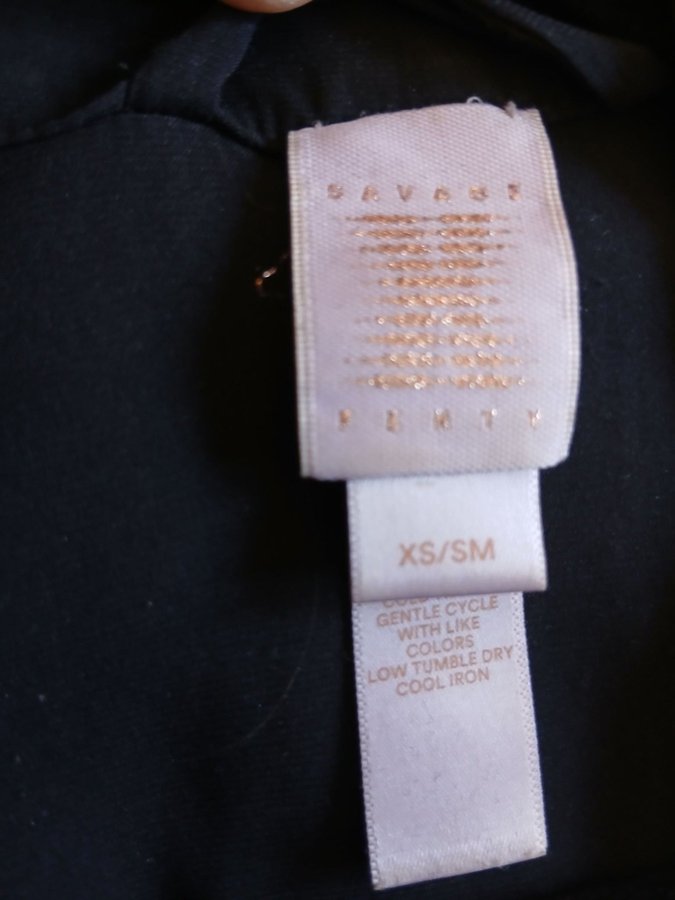 SAVAGE
FENTY
XS/SM
GENTLE CYCLE
WITH LIKE
COLORS
LOW TUMBLE DRY
COOL IRON